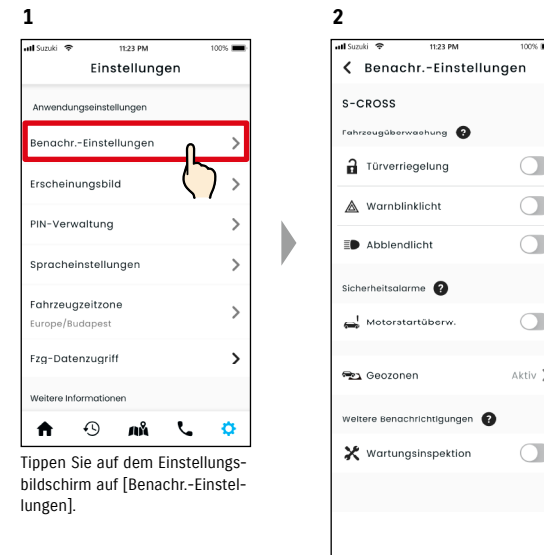 1
Suzuki 11:23 PM 100%
Einstellungen
Anwendungseinstellungen
Benachr.-Einstellungen
Erscheinungsbild
PIN-Verwaltung
Spracheinstellungen
Fahrzeugzeitzone
Europe/Budapest
Fzg-Datenzugriff
Weitere Informationen
Tippen Sie auf dem Einstellungs-
bildschirm auf [Benachr.-Einstel-
lungen].
2
Suzuki 11:23 PM 100%
Benachr.-Einstellungen
S-CROSS
Fahrzeugüberwachung ?
Türverriegelung
Warnblinklicht
Abblendlicht
Sicherheitsalarme ?
Motorstartüberw.
Geozonen Aktiv
Weitere Benachrichtigungen ?
Wartungsinspektion